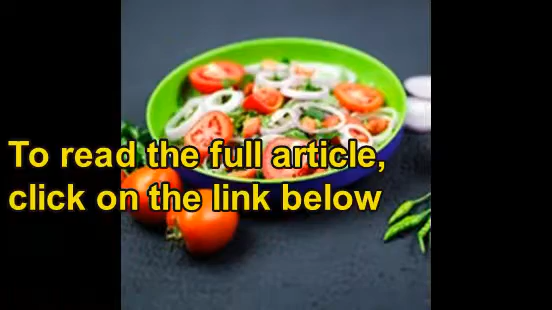 To read the full article,
click on the link below